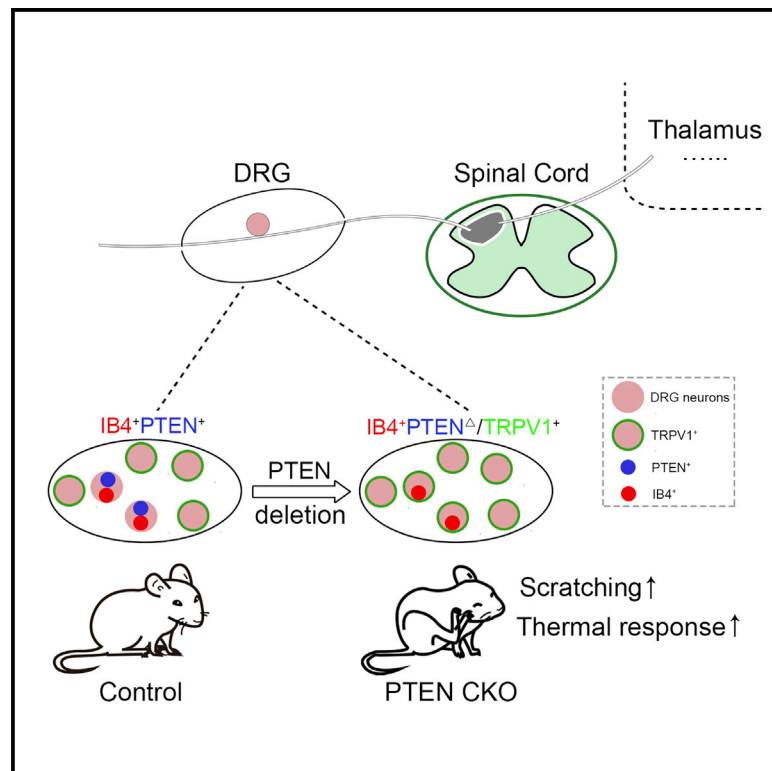 Thalamus
......
DRG
Spinal Cord
IB4⁺PTEN⁺
IB4⁺PTEN△/TRPV1⁺
PTEN
deletion
DRG neurons
TRPV1⁺
PTEN⁺
IB4⁺
Scratching↑
Thermal response↑
Control
PTEN CKO